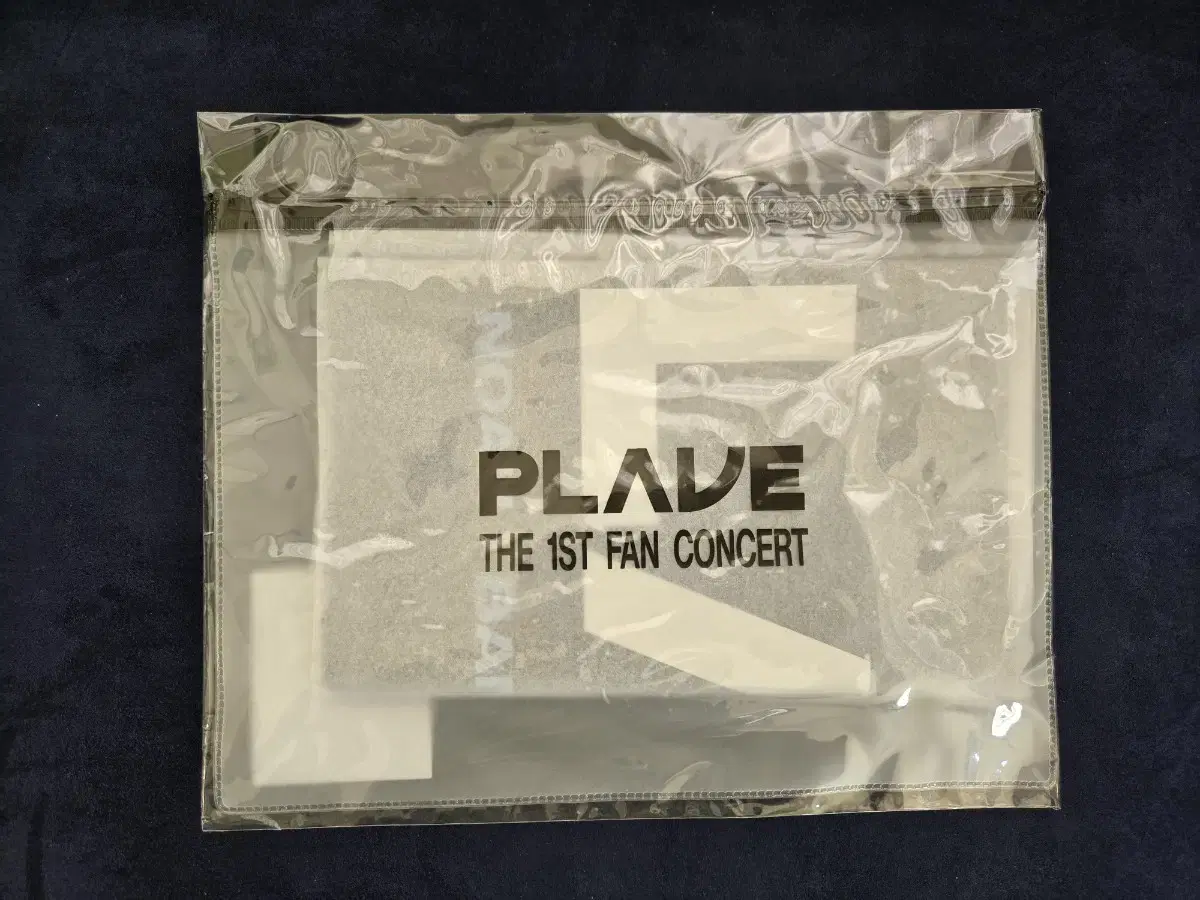 PLAVE
THE 1ST FAN CONCERT